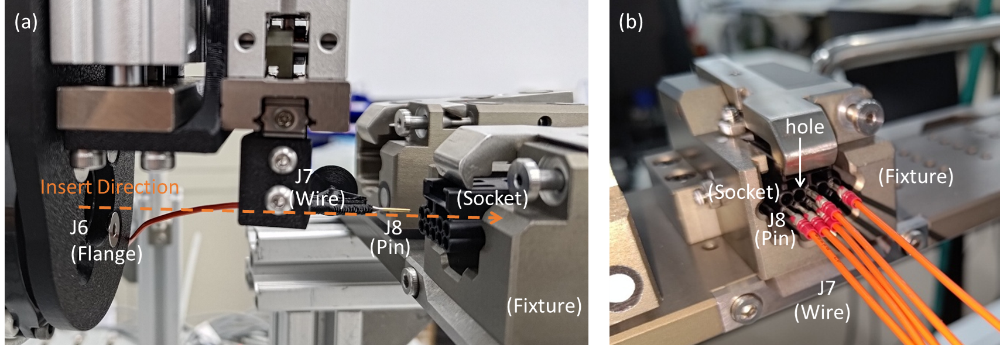 (a)
Insert Direction
J6
(Flange)
J7
(Wire)
J8
(Pin)
(Socket)
(Fixture)
(b)
hole
(Socket)
(Fixture)
J8
(Pin)
J7
(Wire)